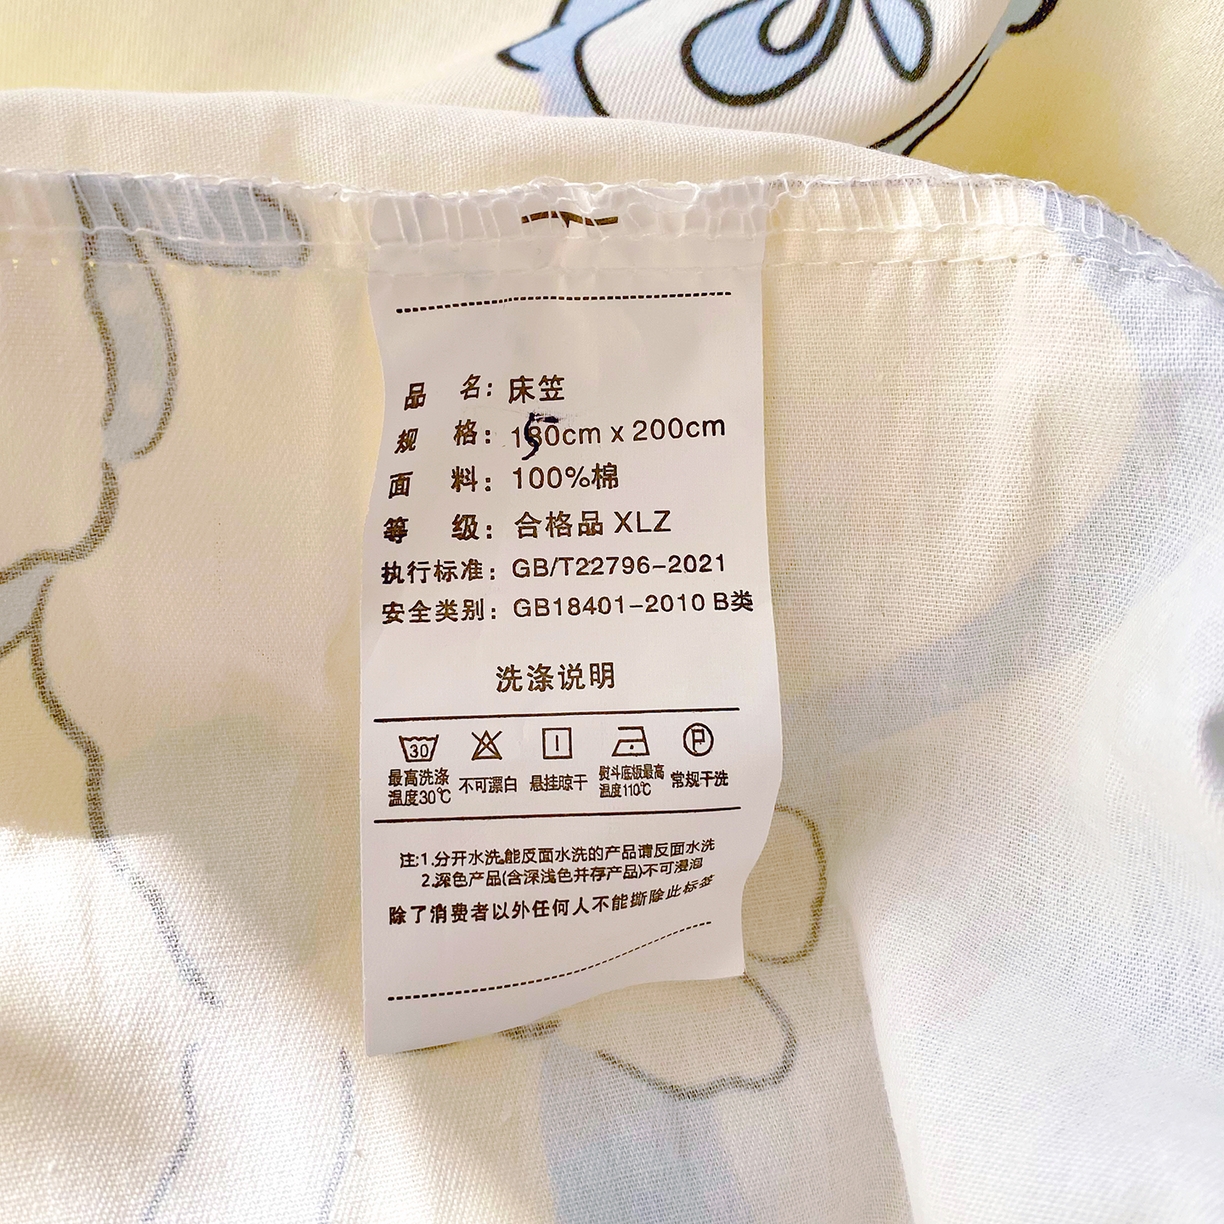 品 名：床笠
规 格：150cm x 200cm
面 料：100%棉
等 级：合格品 XLZ
执行标准：GB/T22796-2021
安全类别：GB18401-2010 B类
洗涤说明
30 P
最高洗涤温度30℃ 不可漂白 悬挂晾干 熨斗底板最高温度110℃ 常规干洗
注:1.分开水洗,能反面水洗的产品请反面水洗
2.深色产品(含深浅色并存产品)不可浸泡
除了消费者以外任何人不能撕除此标签